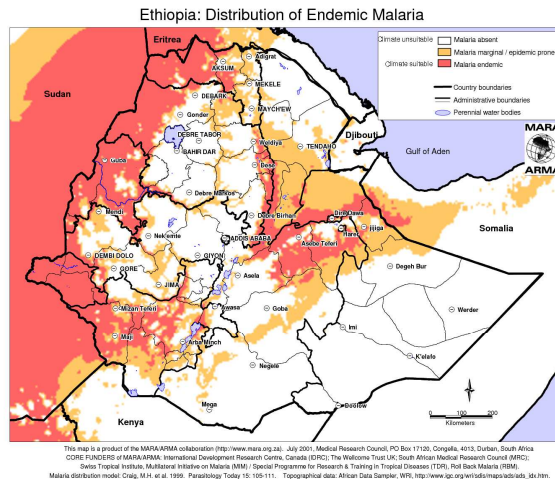 Ethiopia: Distribution of Endemic Malaria
Climate unsuitable
Malaria absent
Malaria marginal / epidemic prone
Climate suitable
Malaria endemic
Country boundaries
Administrative boundaries
Perennial water bodies
MARA
ARMA
Eritrea
Sudan
Djibouti
Gulf of Aden
Somalia
Kenya
Adigrat
AKSUM
MEKELE
DEBARK
MAYCH'EW
Gonder
DEBRE TABOR
Weldiya
TENDAHO
BAHIR DAR
Dese
Guba
Debre Markos
Mendi
Debre Birhan
Dire Dawa
Harer
jijiga
Nek'emte
ADDIS ABABA
Asebe Teferi
DEMBI DOLO
GIYON
Degeh Bur
GORE
Asela
JIMA
Mizan Teferi
Awasa
Goba
Werder
Imi
Maji
Arba Minch
K'elafo
Negele
Mega
Doolow
0 100 200
Kilometers
This map is a product of the MARA/ARMA collaboration (http://www.mara.org.za). July 2001, Medical Research Council, PO Box 17120, Congella, 4013, Durban, South Africa
CORE FUNDERS of MARA/ARMA: International Development Research Centre, Canada (IDRC); The Wellcome Trust UK; South African Medical Research Council (MRC);
Swiss Tropical Institute, Multilateral Initiative on Malaria (MIM) / Special Programme for Research & Training in Tropical Diseases (TDR), Roll Back Malaria (RBM).
Malaria distribution model: Craig, M.H. et al. 1999. Parasitology Today 15: 105-111. Topographical data: African Data Sampler, WRI, http://www.igc.org/wri/sdis/maps/ads/ads_idx.htm.